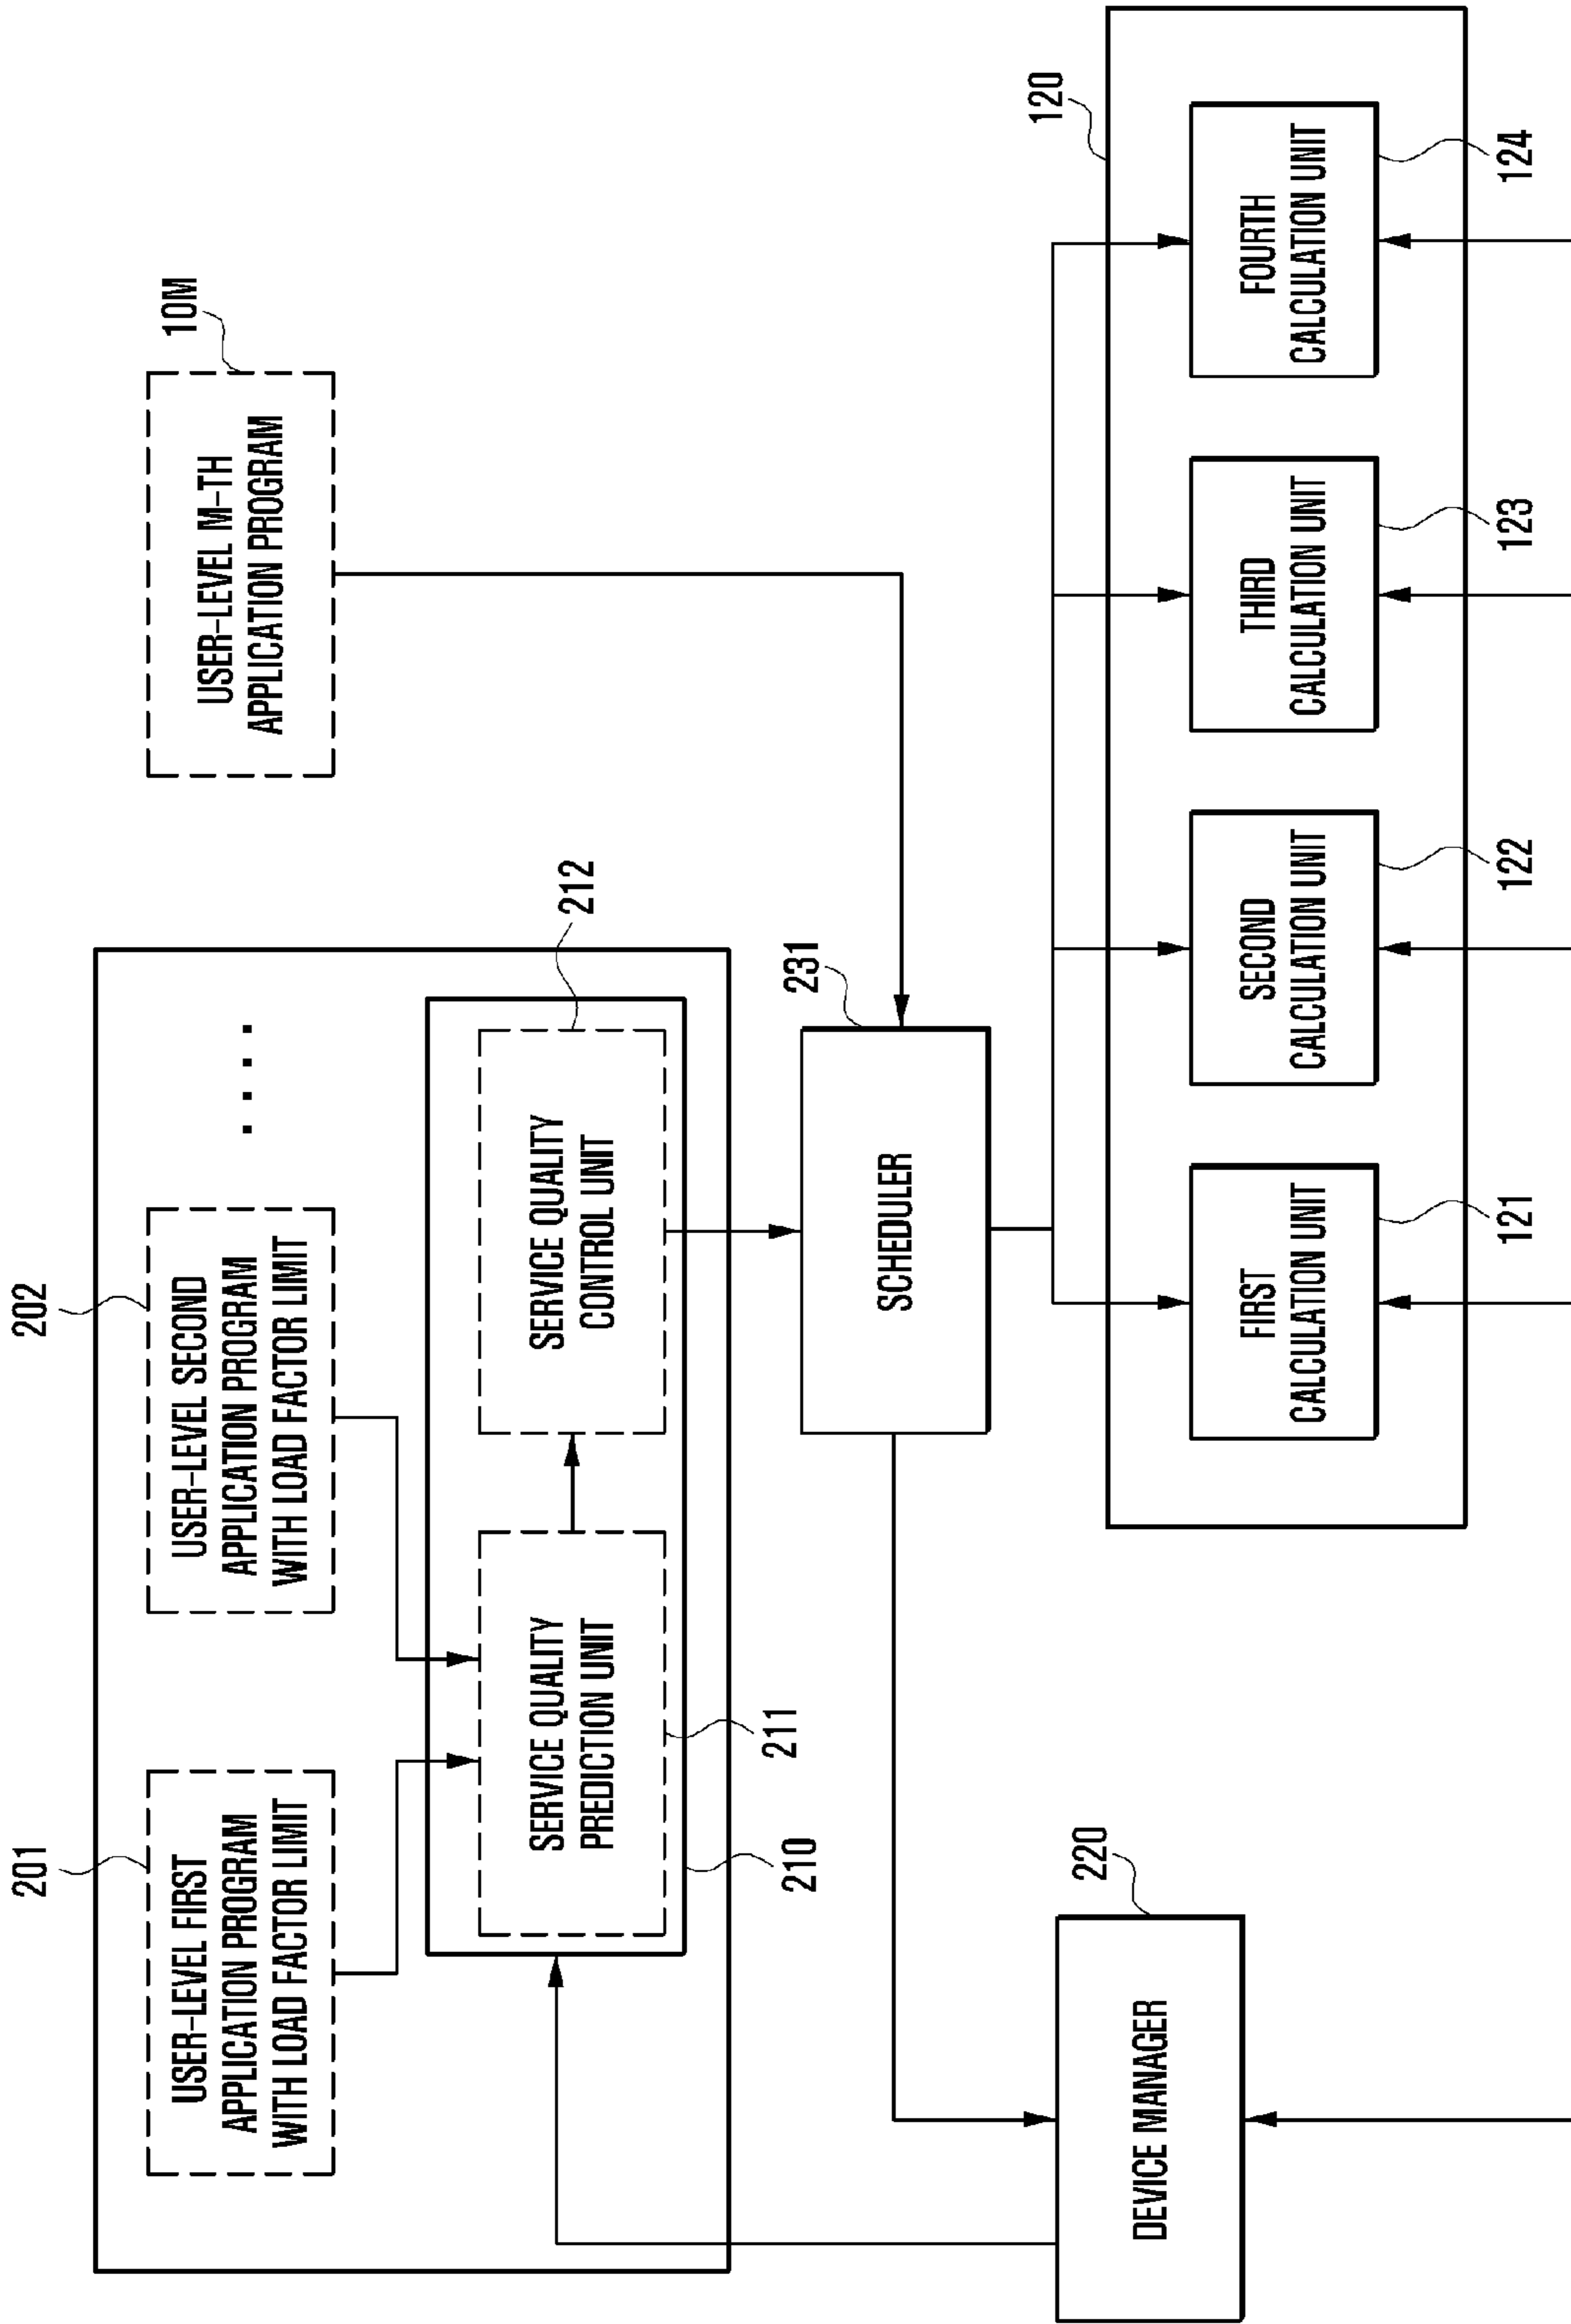 201
USER-LEVEL FIRST
APPLICATION PROGRAM
WITH LOAD FACTOR LIMIT
202
USER-LEVEL SECOND
APPLICATION PROGRAM
WITH LOAD FACTOR LIMIT
. . . .
10M
USER-LEVEL M-TH
APPLICATION PROGRAM
SERVICE QUALITY
PREDICTION UNIT
SERVICE QUALITY
CONTROL UNIT
212
210
211
231
SCHEDULER
220
DEVICE MANAGER
120
FIRST
CALCULATION UNIT
SECOND
CALCULATION UNIT
THIRD
CALCULATION UNIT
FOURTH
CALCULATION UNIT
121
122
123
124